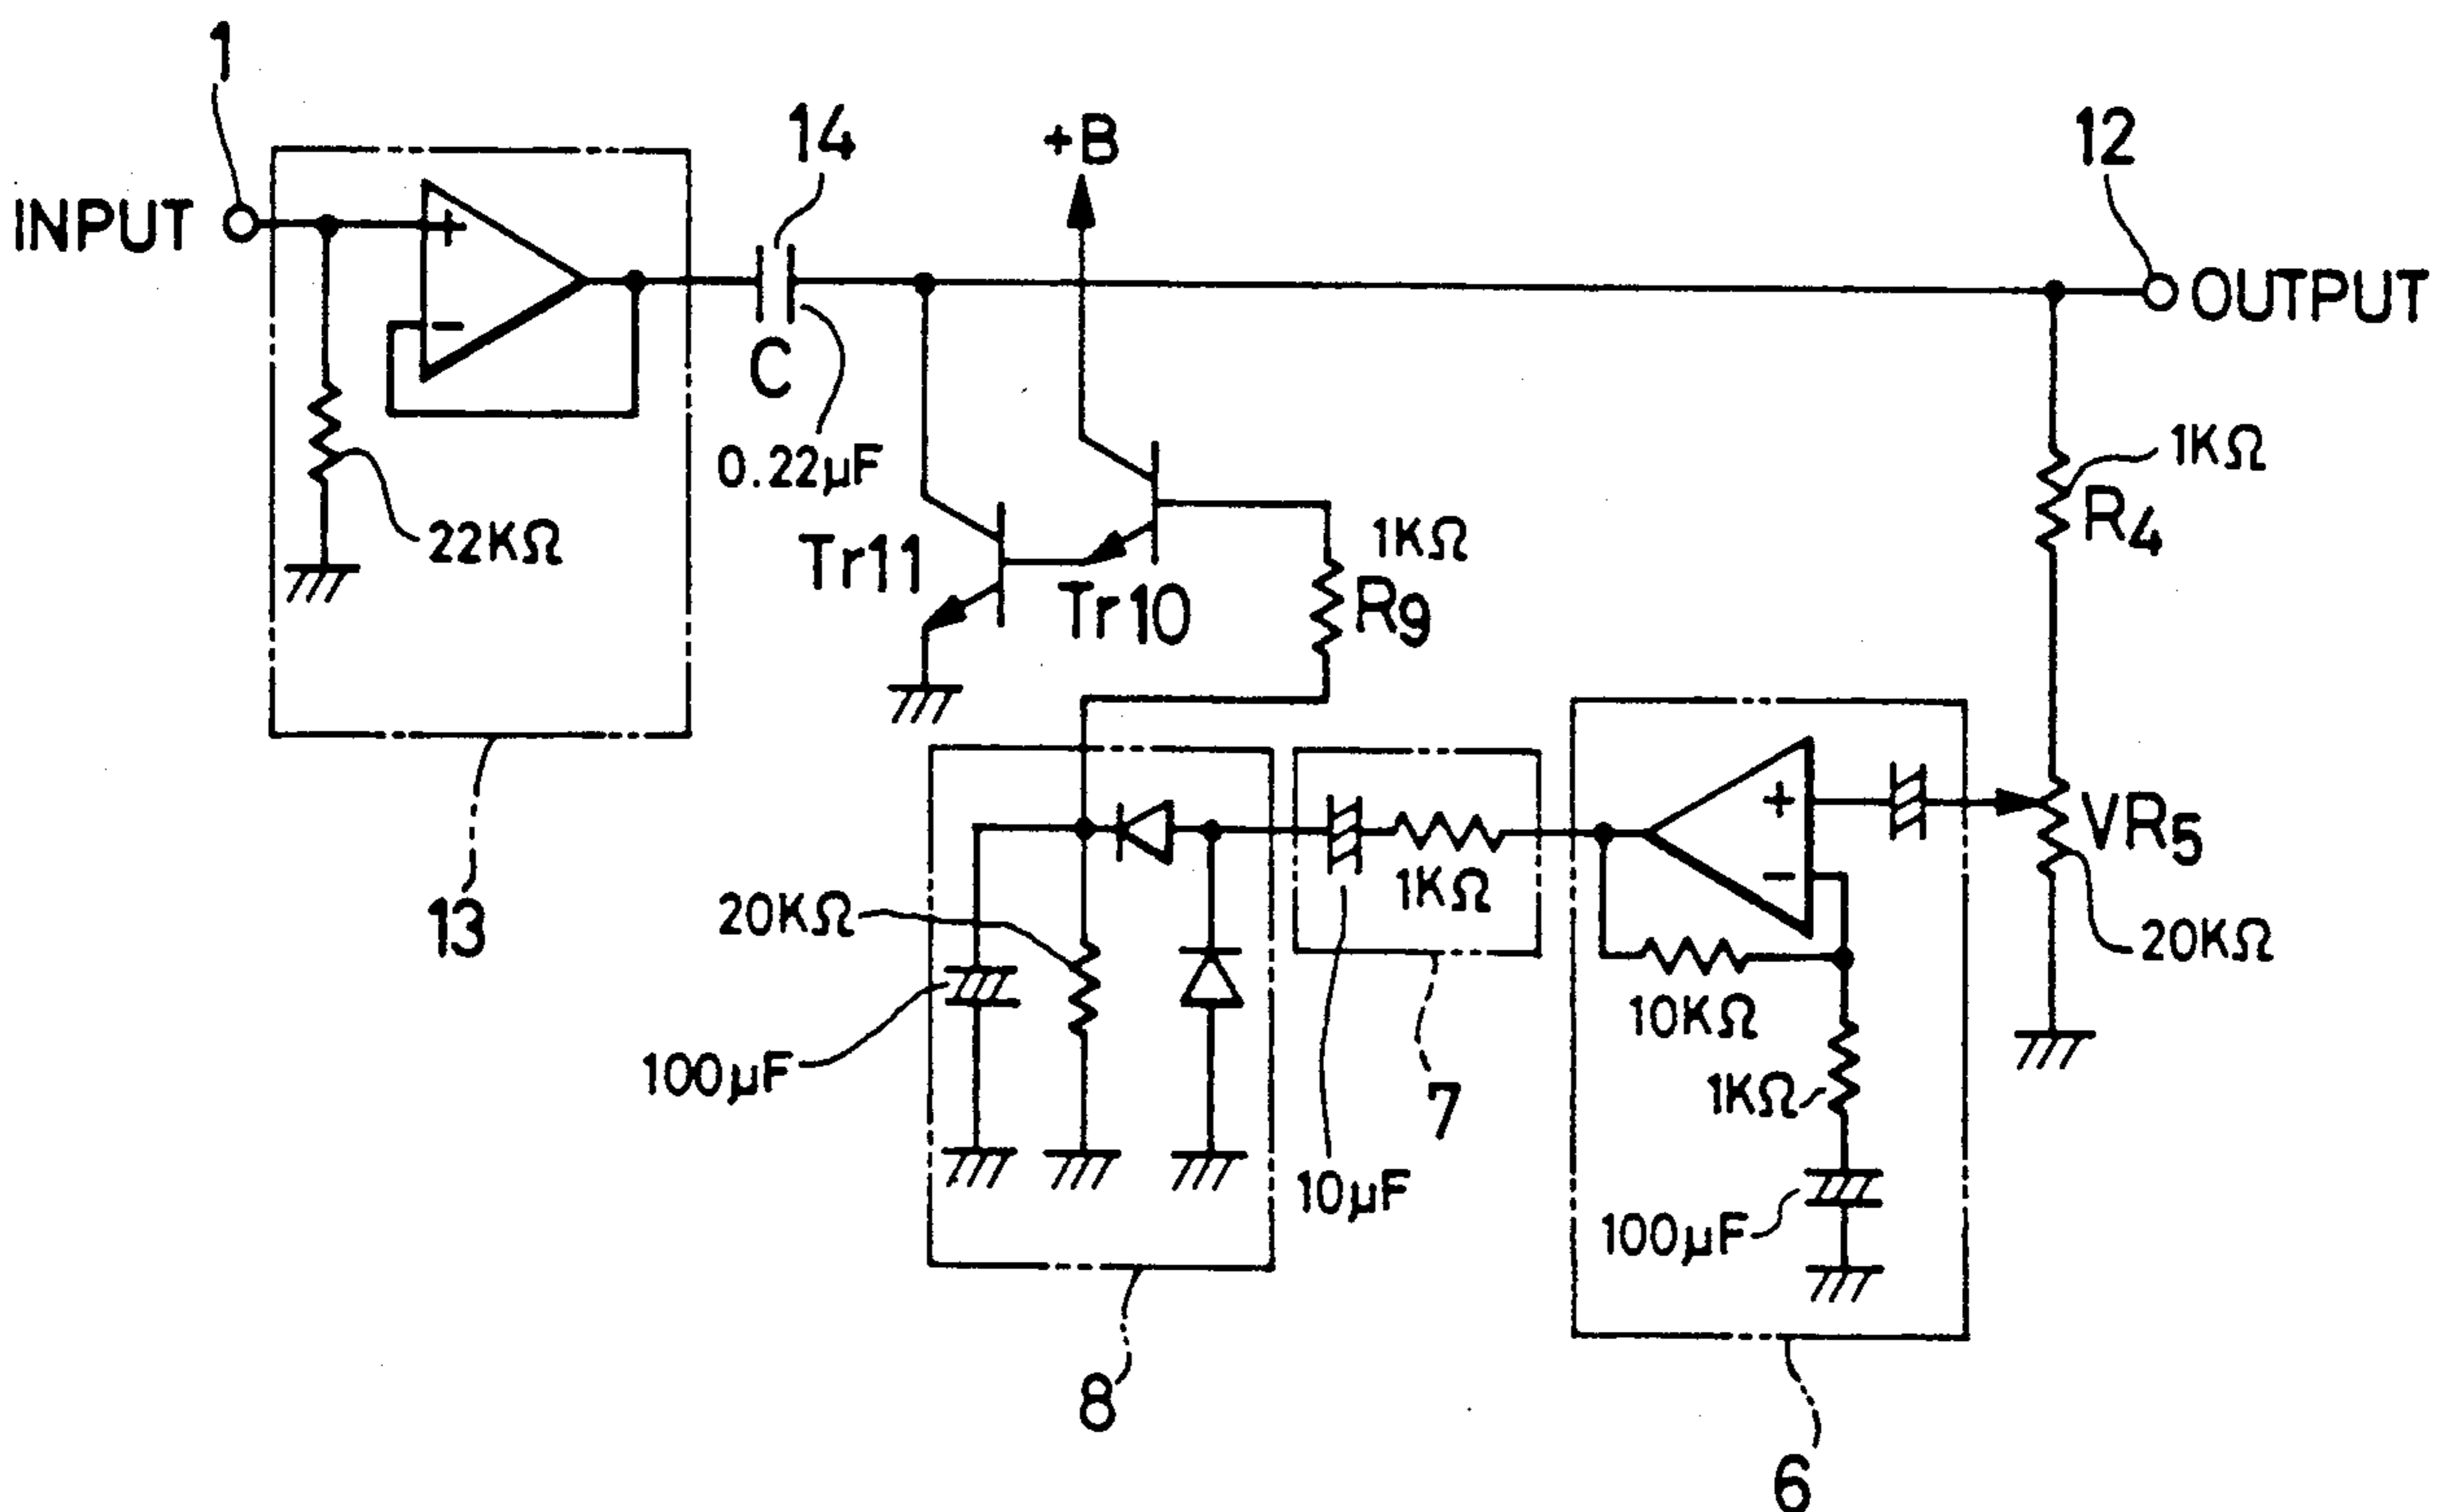 1
INPUT
13
22KΩ
14
C
0.22μF
+B
12
OUTPUT
Tr11
Tr10
1KΩ
R9
1KΩ
R4
VR5
20KΩ
20KΩ
100μF
8
1KΩ
10μF
7
10KΩ
1KΩ
100μF
6
+
-
+
-